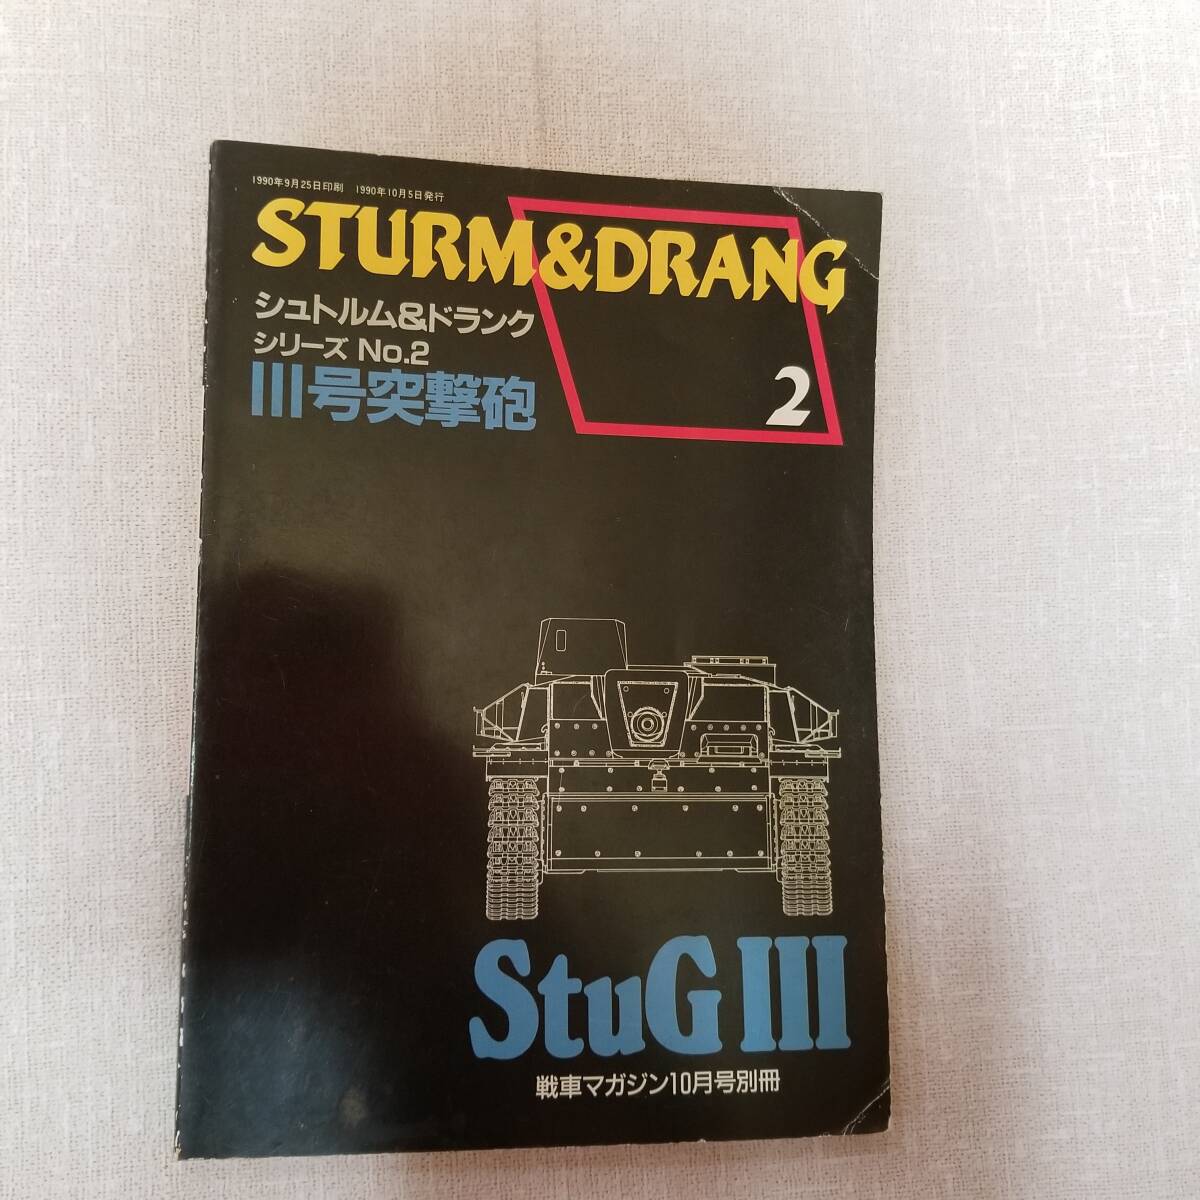 1990年9月25日印刷 1990年10月5日発行
STURM&DRANG
シュトルム&ドランク
シリーズ No.2
III号突撃砲
2
StuG III
戦車マガジン10月号別冊